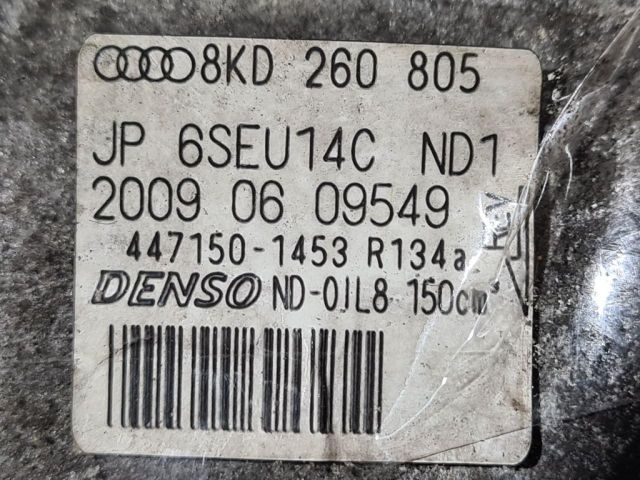 8KD 260 805
JP 6SEU14C ND1
2009 06 09549
447150-1453 R134a
DENSO ND-OIL8 150cm³